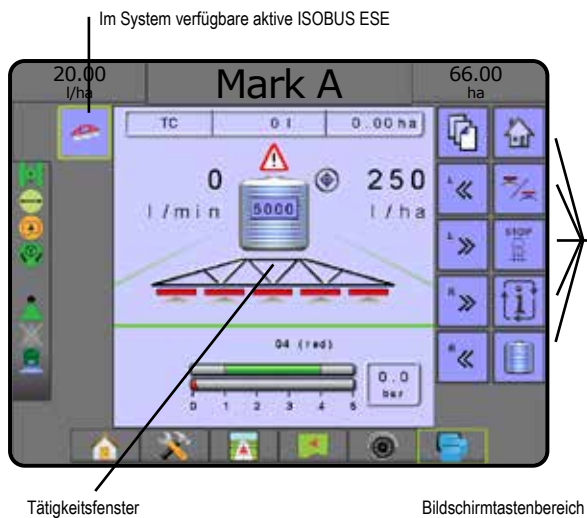 Im System verfügbare aktive ISOBUS ESE
20.00
l/ha
Mark A
66.00
ha
TC 0 l 0.00 ha
0
l/min
5000
250
l/ha
L «
L »
R »
R «
STOP
i
04 (red)
0 1 2 3 4 5
0.0
bar
Tätigkeitsfenster
Bildschirmtastenbereich